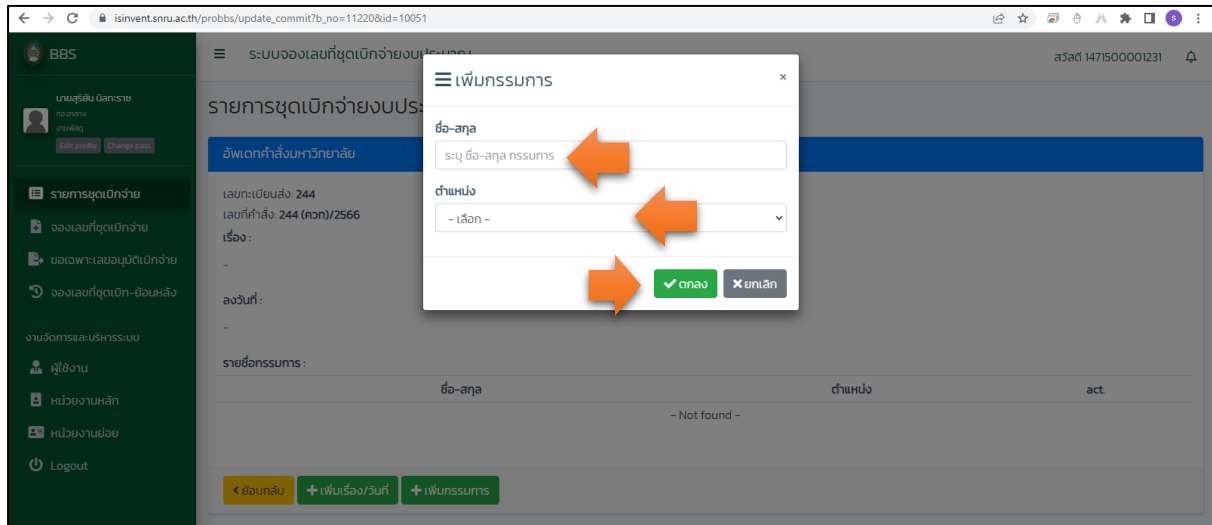 isinvent.snru.ac.th/probbs/update_commit?b_no=11220&id=10051
S
BBS
ระบบจองเลขที่ชุดเบิกจ่ายงบประมาณ
สวัสดี 1471500001231
นายสุริยัน นิลทะราช
กองกลาง
งานพัสดุ
Edit profile Change pass
รายการชุดเบิกจ่าย
จองเลขที่ชุดเบิกจ่าย
ขอเฉพาะเลขอนุมัติเบิกจ่าย
จองเลขที่ชุดเบิก-ย้อนหลัง
งานจัดการและบริหารระบบ
ผู้ใช้งาน
หน่วยงานหลัก
หน่วยงานย่อย
Logout
รายการชุดเบิกจ่ายงบประ
อัพเดทคำสั่งมหาวิทยาลัย
เลขทะเบียนส่ง: 244
เลขที่คำสั่ง: 244 (ควท)/2566
เรื่อง :
-
ลงวันที่ :
-
รายชื่อกรรมการ :
ชื่อ-สกุล ตำแหน่ง act.
- Not found -
ย้อนกลับ เพิ่มเรื่อง/วันที่ เพิ่มกรรมการ
เพิ่มกรรมการ ×
ชื่อ-สกุล
ระบุ ชื่อ-สกุล กรรมการ
ตำแหน่ง
- เลือก -
ตกลง ยกเลิก